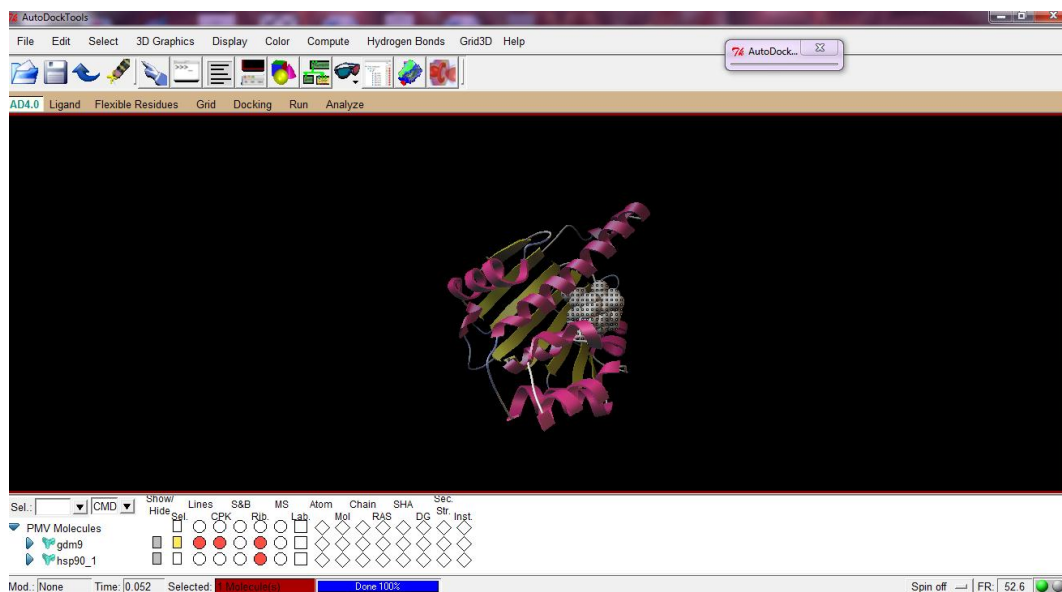 AutoDockTools
File Edit Select 3D Graphics Display Color Compute Hydrogen Bonds Grid3D Help
AutoDock...
AD4.0 Ligand Flexible Residues Grid Docking Run Analyze
Sel.: CMD Show/ Hide Sel. Lines CPK S&B Rib. MS Lab. Atom Mol Chain RAS SHA DG Sec. Str. Inst.
PMV Molecules
gdm9
hsp90_1
Mod.: None Time: 0.052 Selected: 1 Molecule(s) Done 100% Spin off FR: 52.6